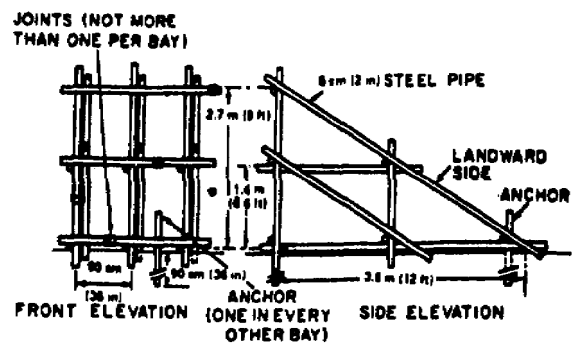 JOINTS (NOT MORE
THAN ONE PER BAY)
6 cm (2 in) STEEL PIPE
2.7 m (9 ft)
LANDWARD
SIDE
1.4 m
ANCHOR
90 cm
(36 in)
90 cm (36 in)
3.6 m (12 ft)
FRONT ELEVATION
ANCHOR
(ONE IN EVERY
OTHER BAY)
SIDE ELEVATION